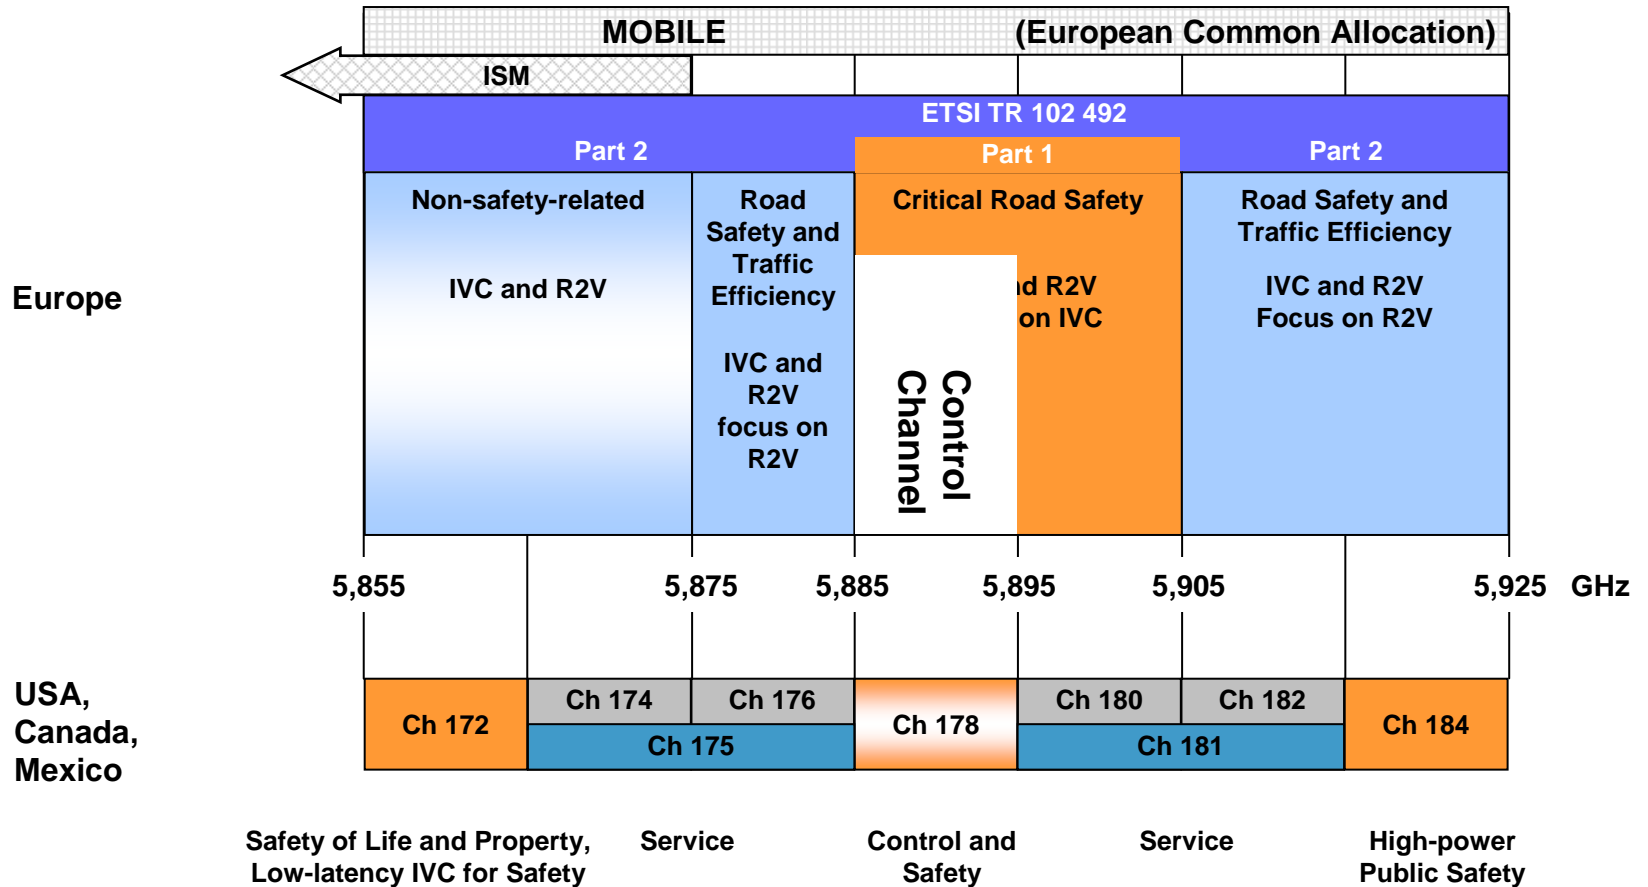 MOBILE (European Common Allocation)
ISM
ETSI TR 102 492
Part 2 Part 1 Part 2
Non-safety-related
IVC and R2V
Road
Safety and
Traffic
Efficiency
IVC and
R2V
focus on
R2V
Critical Road Safety
R2V
on IVC
Control
Channel
Road Safety and
Traffic Efficiency
IVC and R2V
Focus on R2V
Europe
5,855 5,875 5,885 5,895 5,905 5,925 GHz
USA,
Canada,
Mexico
Ch 172
Ch 174 Ch 176
Ch 175
Ch 178
Ch 180 Ch 182
Ch 181
Ch 184
Safety of Life and Property,
Low-latency IVC for Safety
Service
Control and
Safety
Service
High-power
Public Safety